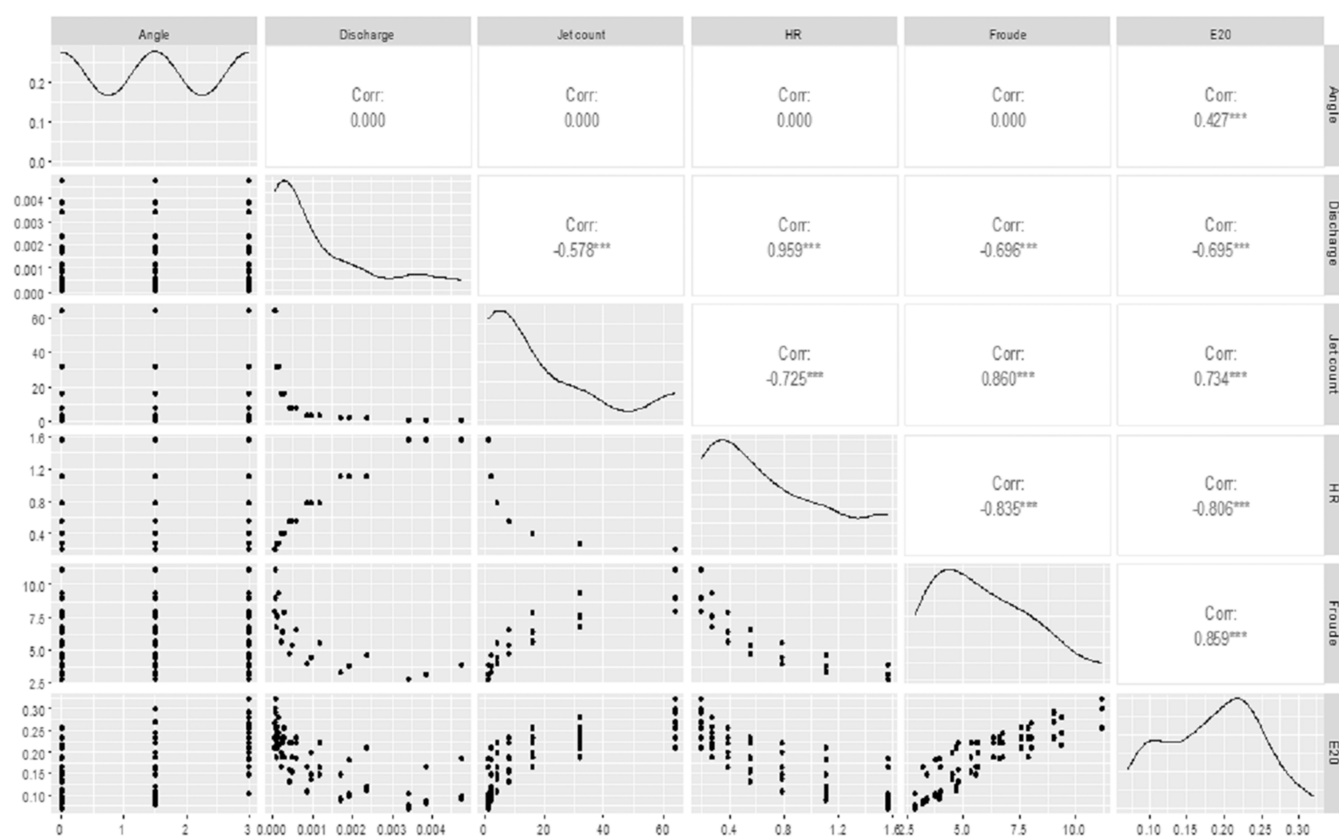 Angle Discharge Jet count HR Froude E20
0.2
0.1
0.0
Corr:
0.000
Corr:
0.000
Corr:
0.000
Corr:
0.000
Corr:
0.427***
Angle
0.004
0.003
0.002
0.001
0.000
Corr:
-0.578***
Corr:
0.959***
Corr:
-0.696***
Corr:
-0.695***
Discharge
60
40
20
0
Corr:
-0.725***
Corr:
0.860***
Corr:
0.734***
Jet count
1.6
1.2
0.8
0.4
Corr:
-0.835***
Corr:
-0.806***
HR
10.0
7.5
5.0
2.5
Corr:
0.859***
Froude
0.30
0.25
0.20
0.15
0.10
E20
0 1 2 3 0.000 0.001 0.002 0.003 0.004 0 20 40 60 0.4 0.8 1.2 1.6 2.5 5.0 7.5 10.0 0.10 0.15 0.20 0.25 0.30